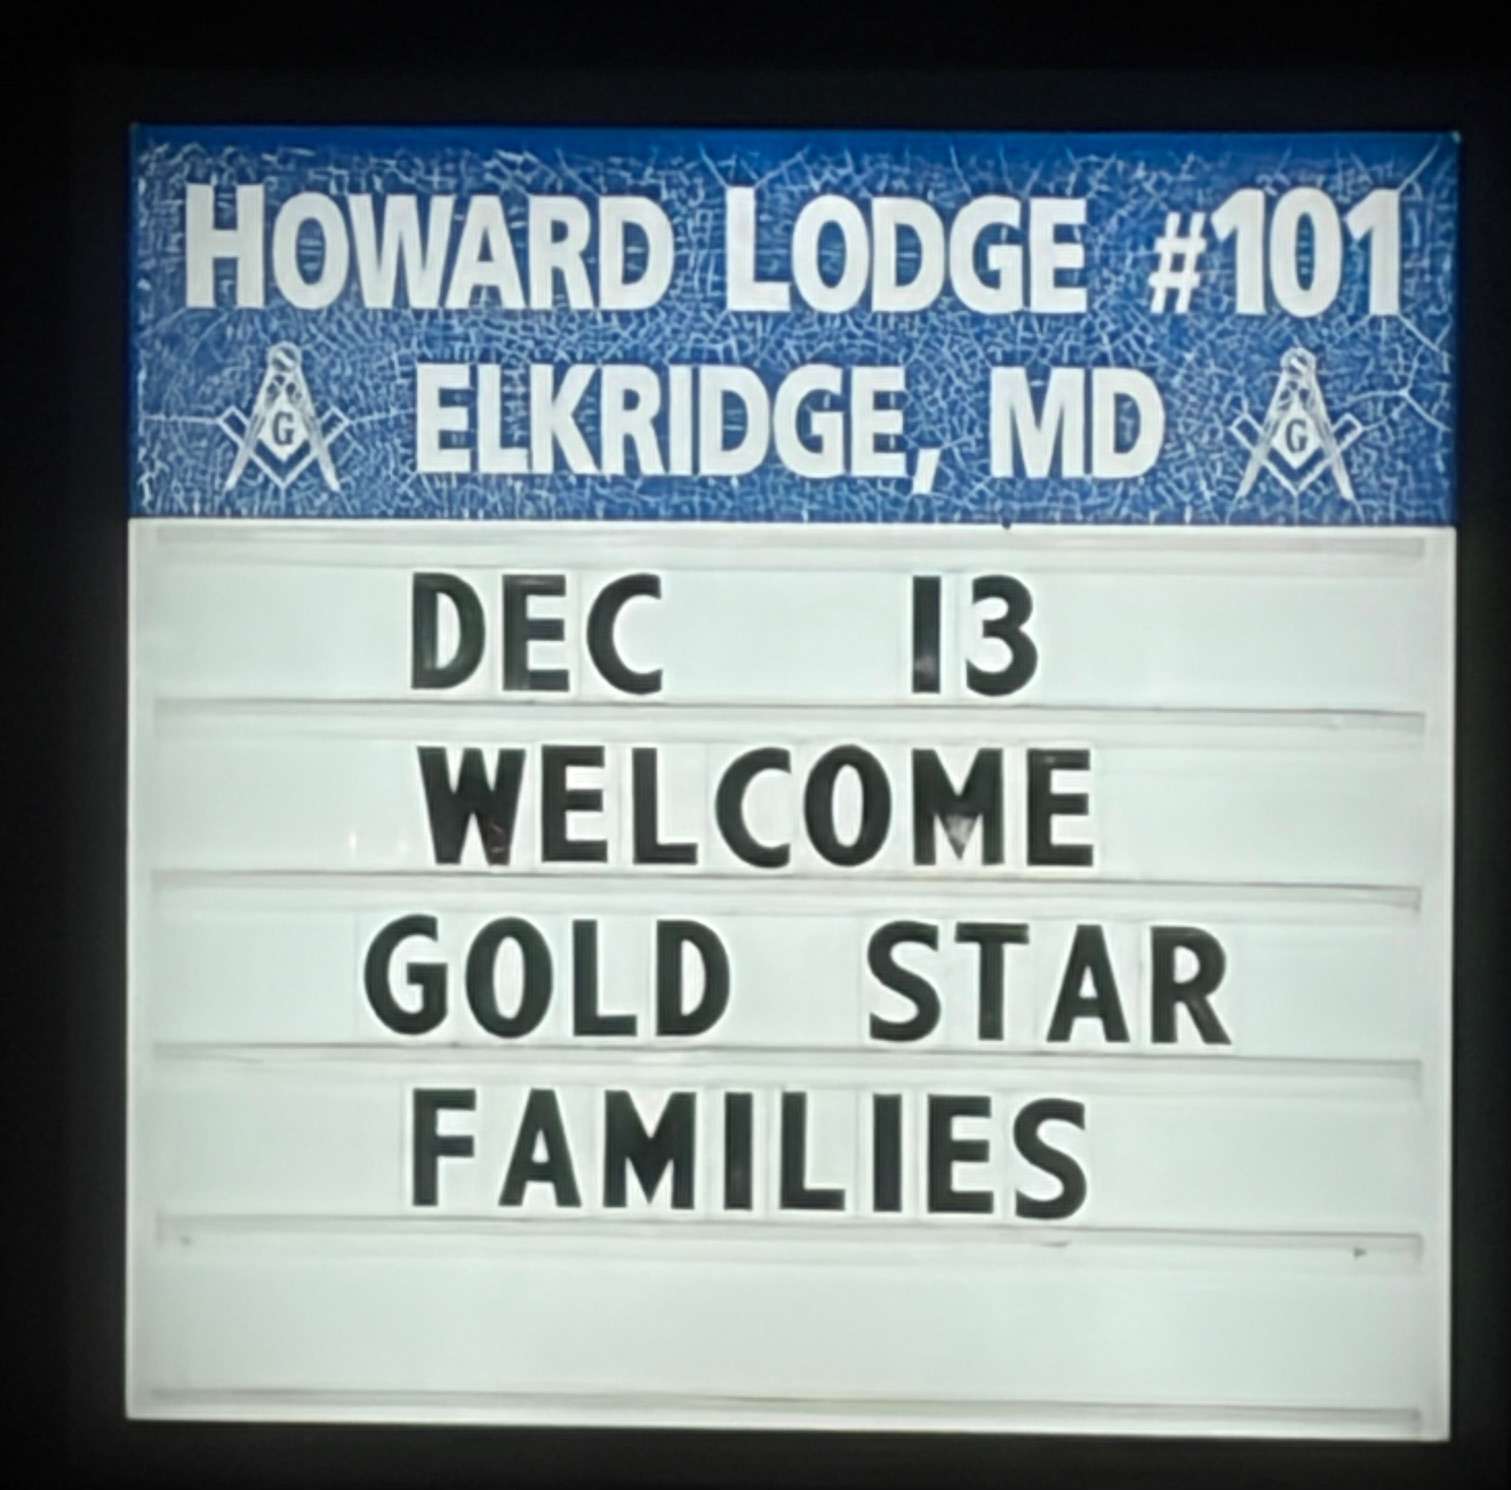 HOWARD LODGE #101
G ELKRIDGE, MD G
DEC 13
WELCOME
GOLD STAR
FAMILIES